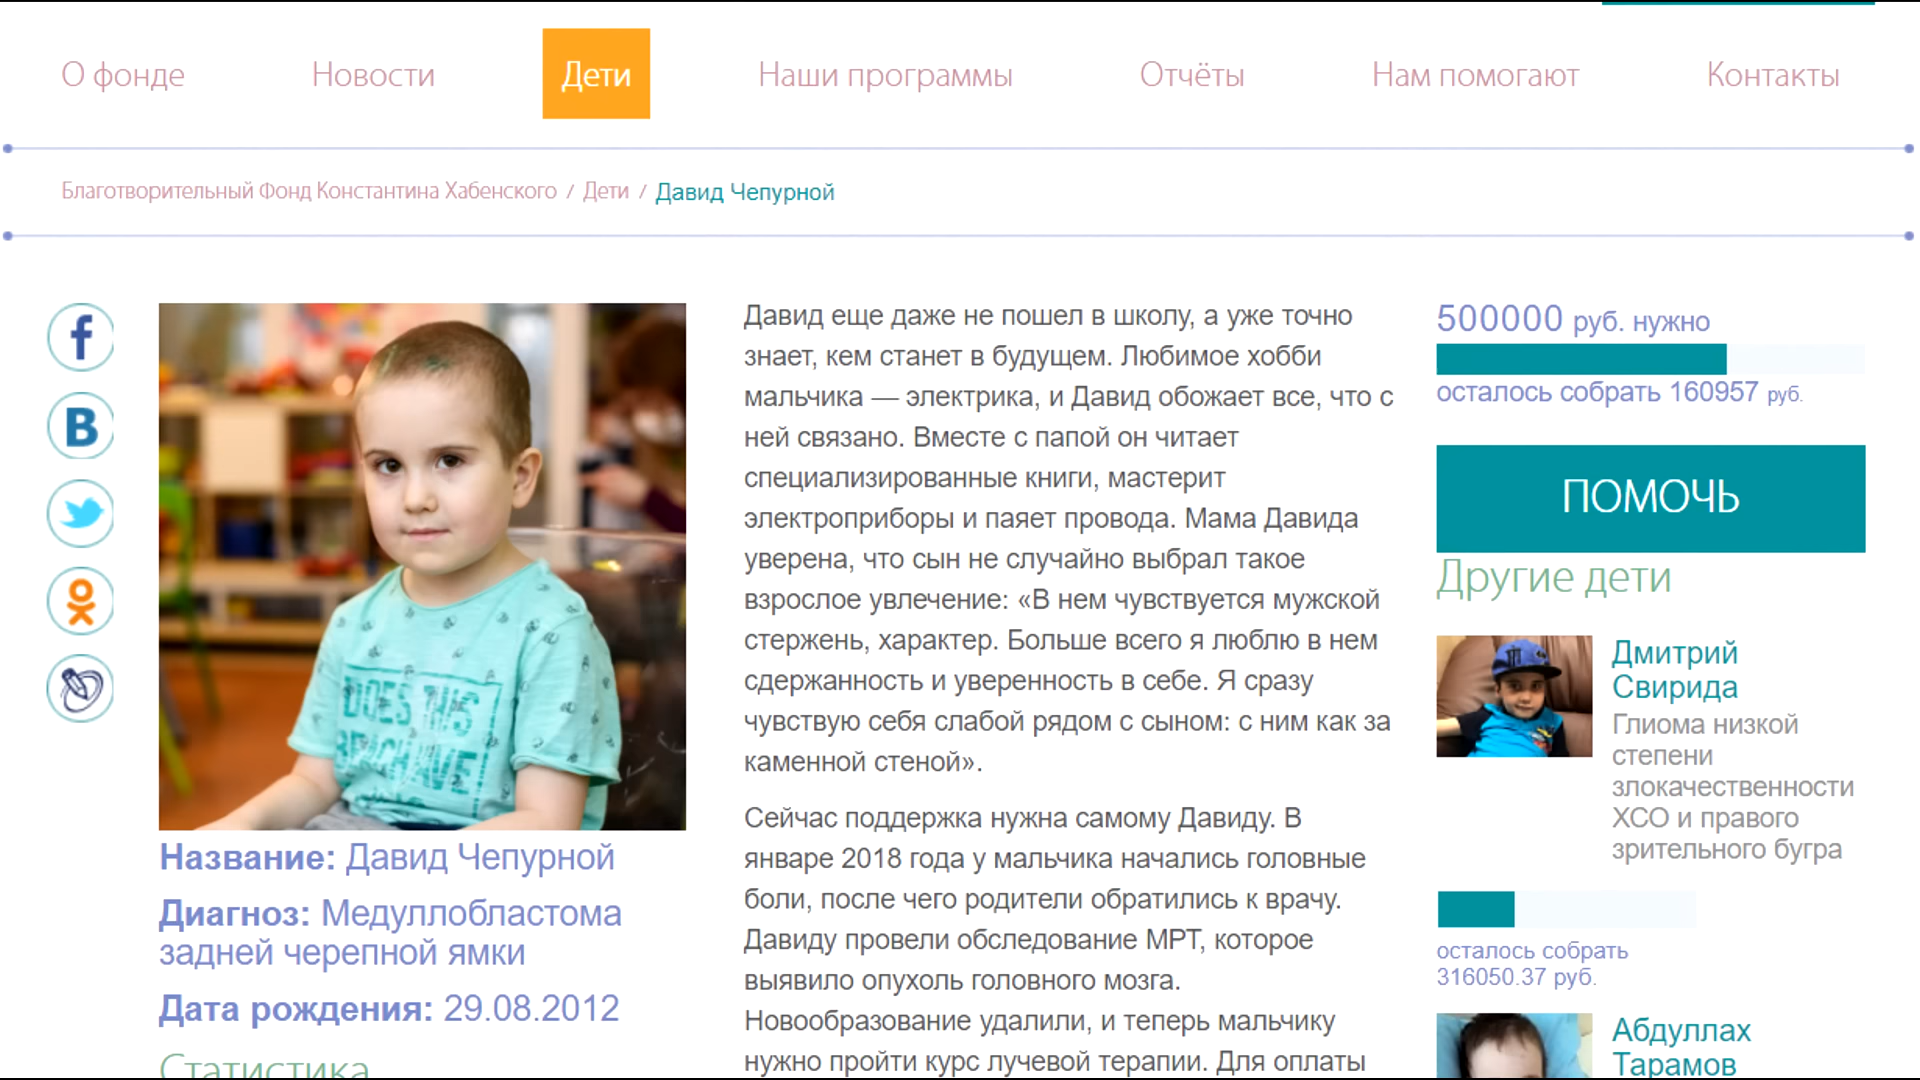 О фонде
Новости
Дети
Наши программы
Отчёты
Нам помогают
Контакты
Благотворительный Фонд Константина Хабенского / Дети / Давид Чепурной
DOES THIS
Название: Давид Чепурной
Диагноз: Медуллобластома
задней черепной ямки
Дата рождения: 29.08.2012
Статистика
Давид еще даже не пошел в школу, а уже точно
знает, кем станет в будущем. Любимое хобби
мальчика — электрика, и Давид обожает все, что с
ней связано. Вместе с папой он читает
специализированные книги, мастерит
электроприборы и паяет провода. Мама Давида
уверена, что сын не случайно выбрал такое
взрослое увлечение: «В нем чувствуется мужской
стержень, характер. Больше всего я люблю в нем
сдержанность и уверенность в себе. Я сразу
чувствую себя слабой рядом с сыном: с ним как за
каменной стеной».
Сейчас поддержка нужна самому Давиду. В
январе 2018 года у мальчика начались головные
боли, после чего родители обратились к врачу.
Давиду провели обследование МРТ, которое
выявило опухоль головного мозга.
Новообразование удалили, и теперь мальчику
нужно пройти курс лучевой терапии. Для оплаты
500000 руб. нужно
осталось собрать 160957 руб.
ПОМОЧЬ
Другие дети
Дмитрий
Свирида
Глиома низкой
степени
злокачественности
ХСО и правого
зрительного бугра
осталось собрать
316050.37 руб.
Абдуллах
Тарамов